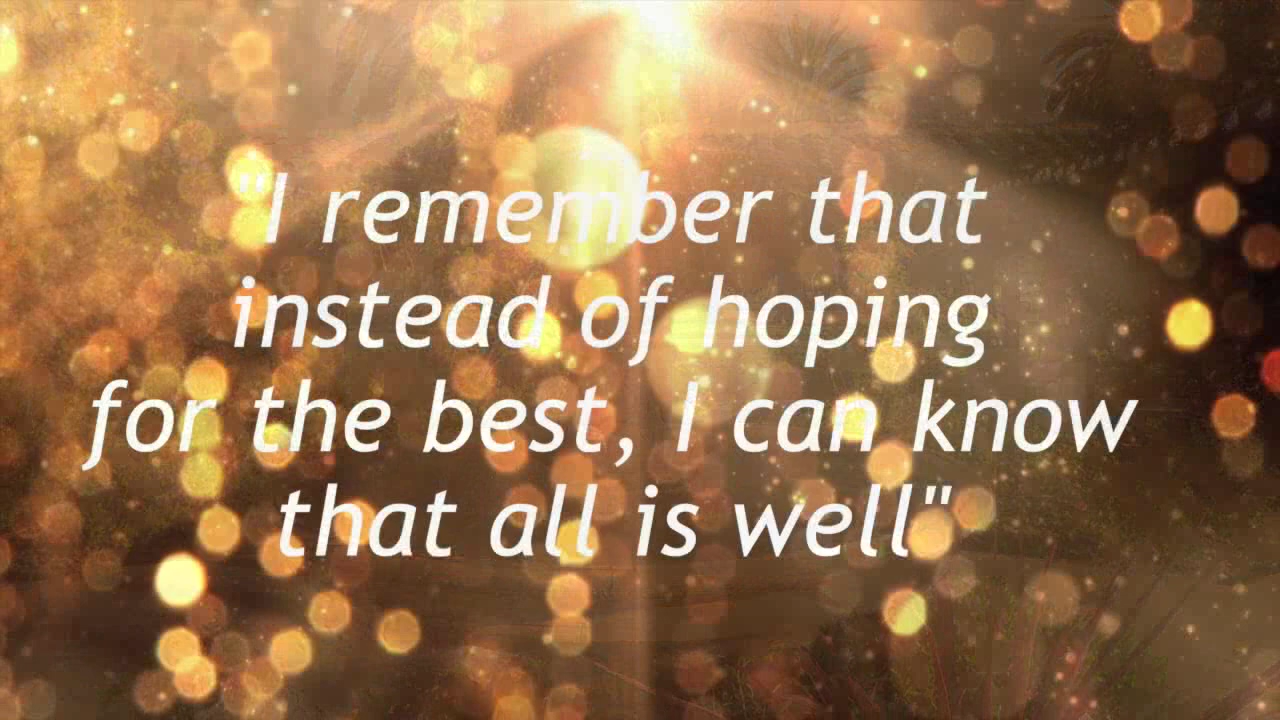 "I remember that
instead of hoping
for the best, I can know
that all is well"